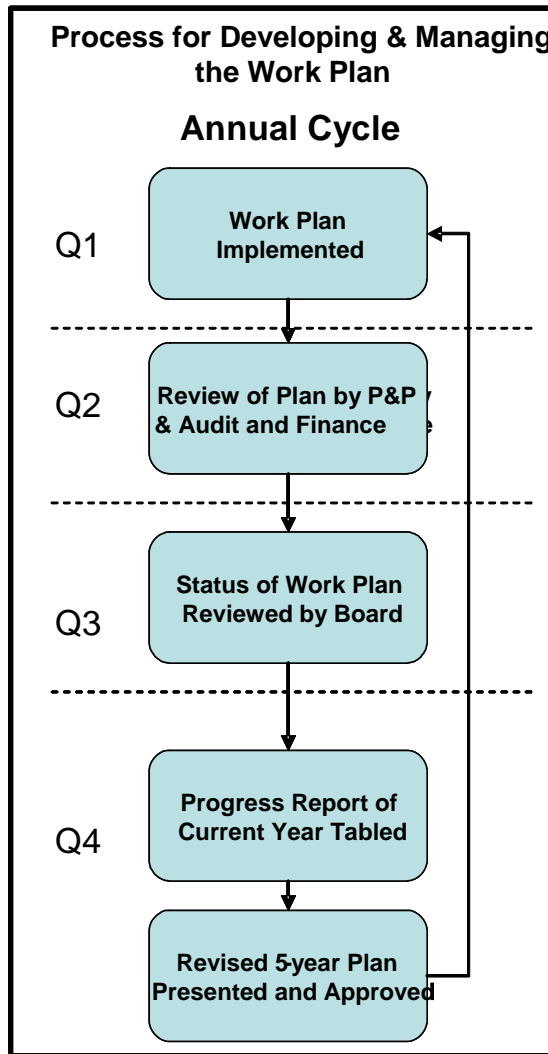 Process for Developing & Managing
the Work Plan
Annual Cycle
Q1
Work Plan
Implemented
Q2
Review of Plan by P&P
& Audit and Finance
Q3
Status of Work Plan
Reviewed by Board
Q4
Progress Report of
Current Year Tabled
Revised 5-year Plan
Presented and Approved